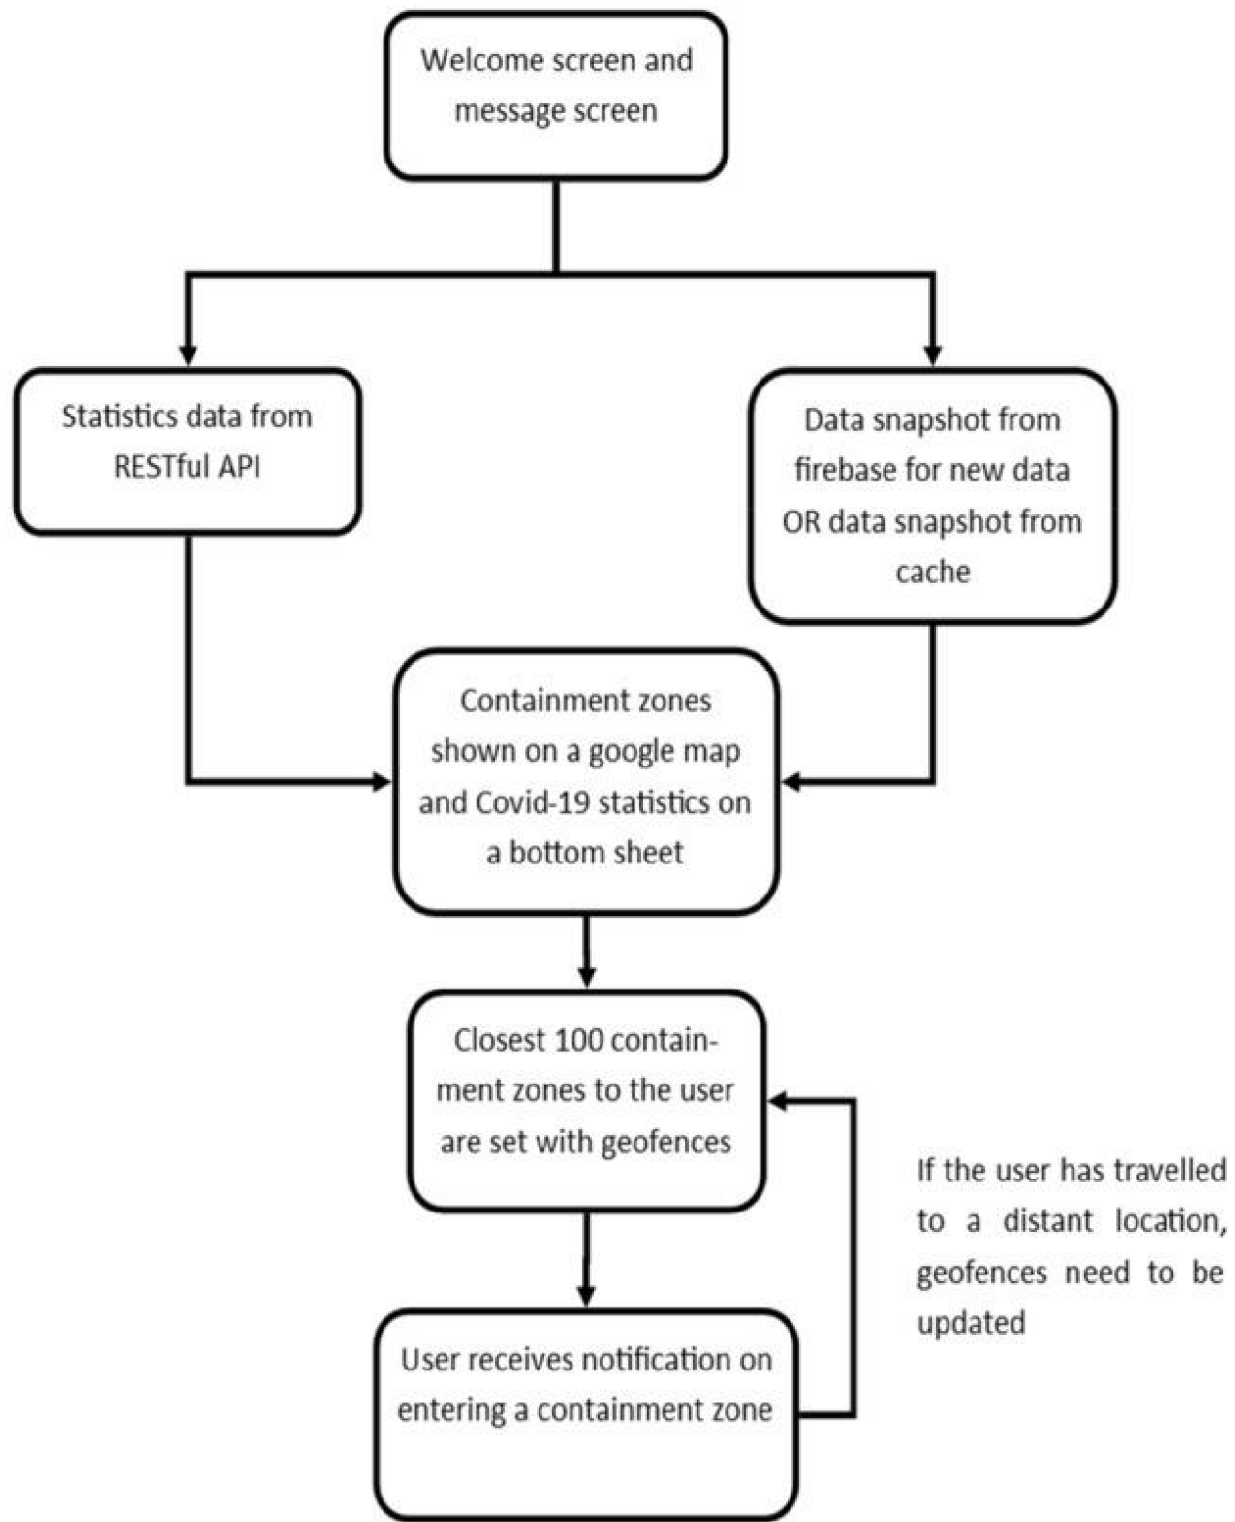 Welcome screen and
message screen
Statistics data from
RESTful API
Data snapshot from
firebase for new data
OR data snapshot from
cache
Containment zones
shown on a google map
and Covid-19 statistics on
a bottom sheet
Closest 100 contain-
ment zones to the user
are set with geofences
If the user has travelled
to a distant location,
geofences need to be
updated
User receives notification on
entering a containment zone